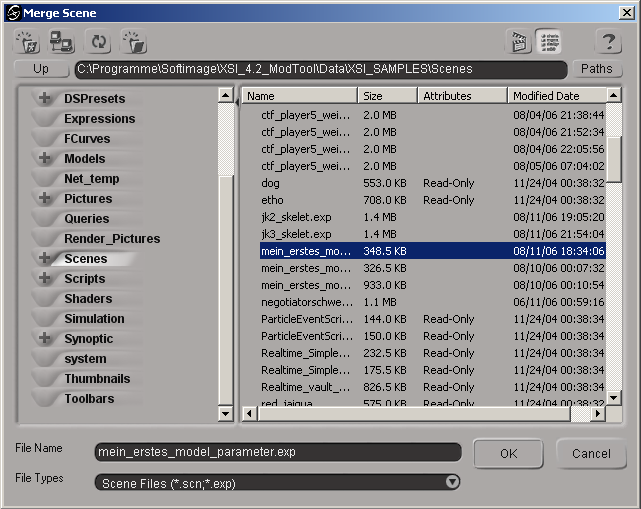 Merge Scene
Up C:\Programme\Softimage\XSI_4.2_ModTool\Data\XSI_SAMPLES\Scenes Paths
DSPresets
Expressions
FCurves
Models
Net_temp
Pictures
Queries
Render_Pictures
Scenes
Scripts
Shaders
Simulation
Synoptic
system
Thumbnails
Toolbars
Name Size Attributes Modified Date
ctf_player5_wei... 2.0 MB 08/04/06 21:38:44
ctf_player5_wei... 2.0 MB 08/04/06 21:52:34
ctf_player5_wei... 2.0 MB 08/04/06 22:05:56
ctf_player5_wei... 2.0 MB 08/05/06 07:04:02
dog 553.0 KB Read-Only 11/24/04 00:38:32
etho 708.0 KB Read-Only 11/24/04 00:38:32
jk2_skelet.exp 1.4 MB 08/11/06 19:05:20
jk3_skelet.exp 1.4 MB 08/11/06 21:54:04
mein_erstes_mo... 348.5 KB 08/11/06 18:34:06
mein_erstes_mo... 326.5 KB 08/10/06 00:07:32
mein_erstes_mo... 933.0 KB 08/10/06 00:10:54
negotiatorschwe... 1.1 MB 06/11/06 00:59:16
ParticleEventScri... 144.0 KB Read-Only 11/24/04 00:38:34
ParticleEventScri... 150.0 KB Read-Only 11/24/04 00:38:34
Realtime_Simple... 232.5 KB Read-Only 11/24/04 00:38:34
Realtime_Simple... 175.5 KB Read-Only 11/24/04 00:38:34
Realtime_vault_... 826.5 KB Read-Only 11/24/04 00:38:34
red_jaiqua 575.0 KB Read-Only 11/24/04 00:38:34
File Name mein_erstes_model_parameter.exp OK Cancel
File Types Scene Files (*.scn;*.exp)